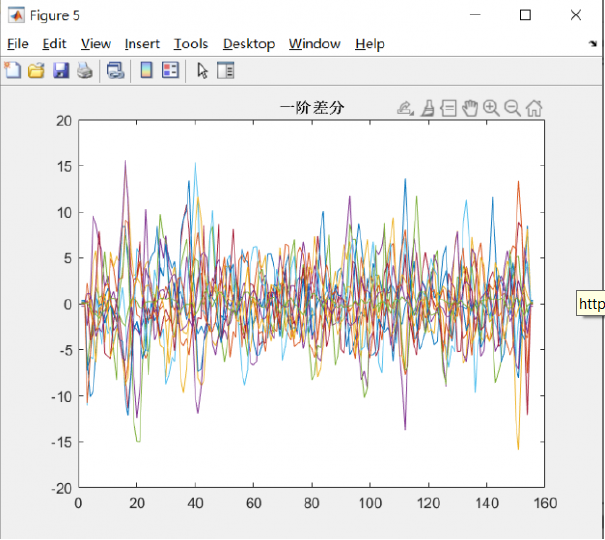 Figure 5
File Edit View Insert Tools Desktop Window Help
一阶差分
20
15
10
5
0
-5
-10
-15
-20
0 20 40 60 80 100 120 140 160
http